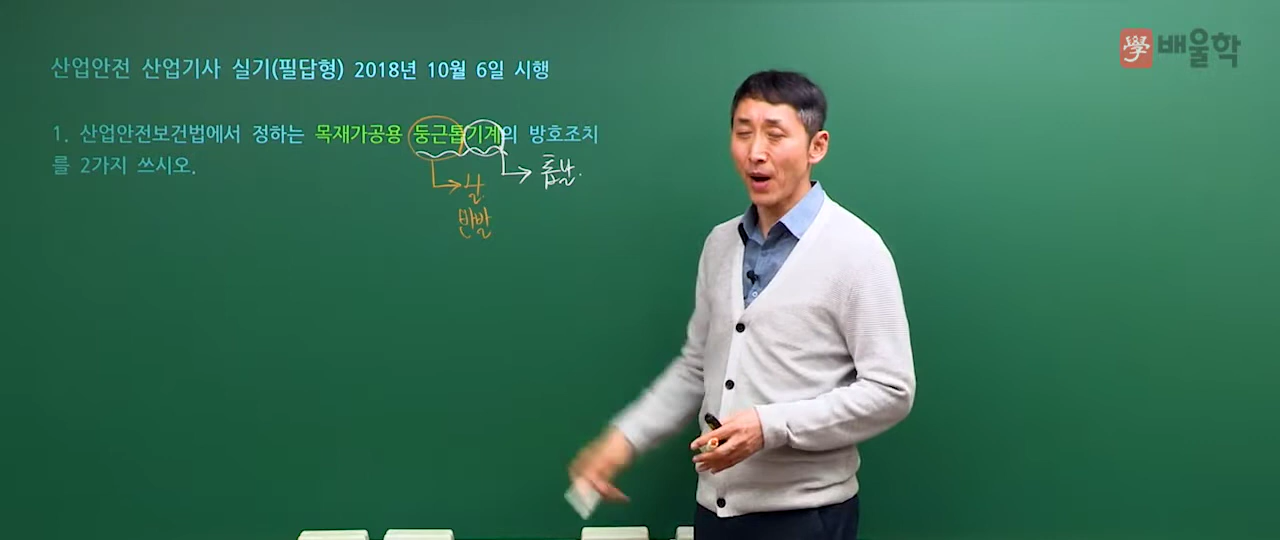 學배울학
산업안전 산업기사 실기(필답형) 2018년 10월 6일 시행
1. 산업안전보건법에서 정하는 목재가공용 둥근톱기계의 방호조치
를 2가지 쓰시오.
날 톱날.
반발